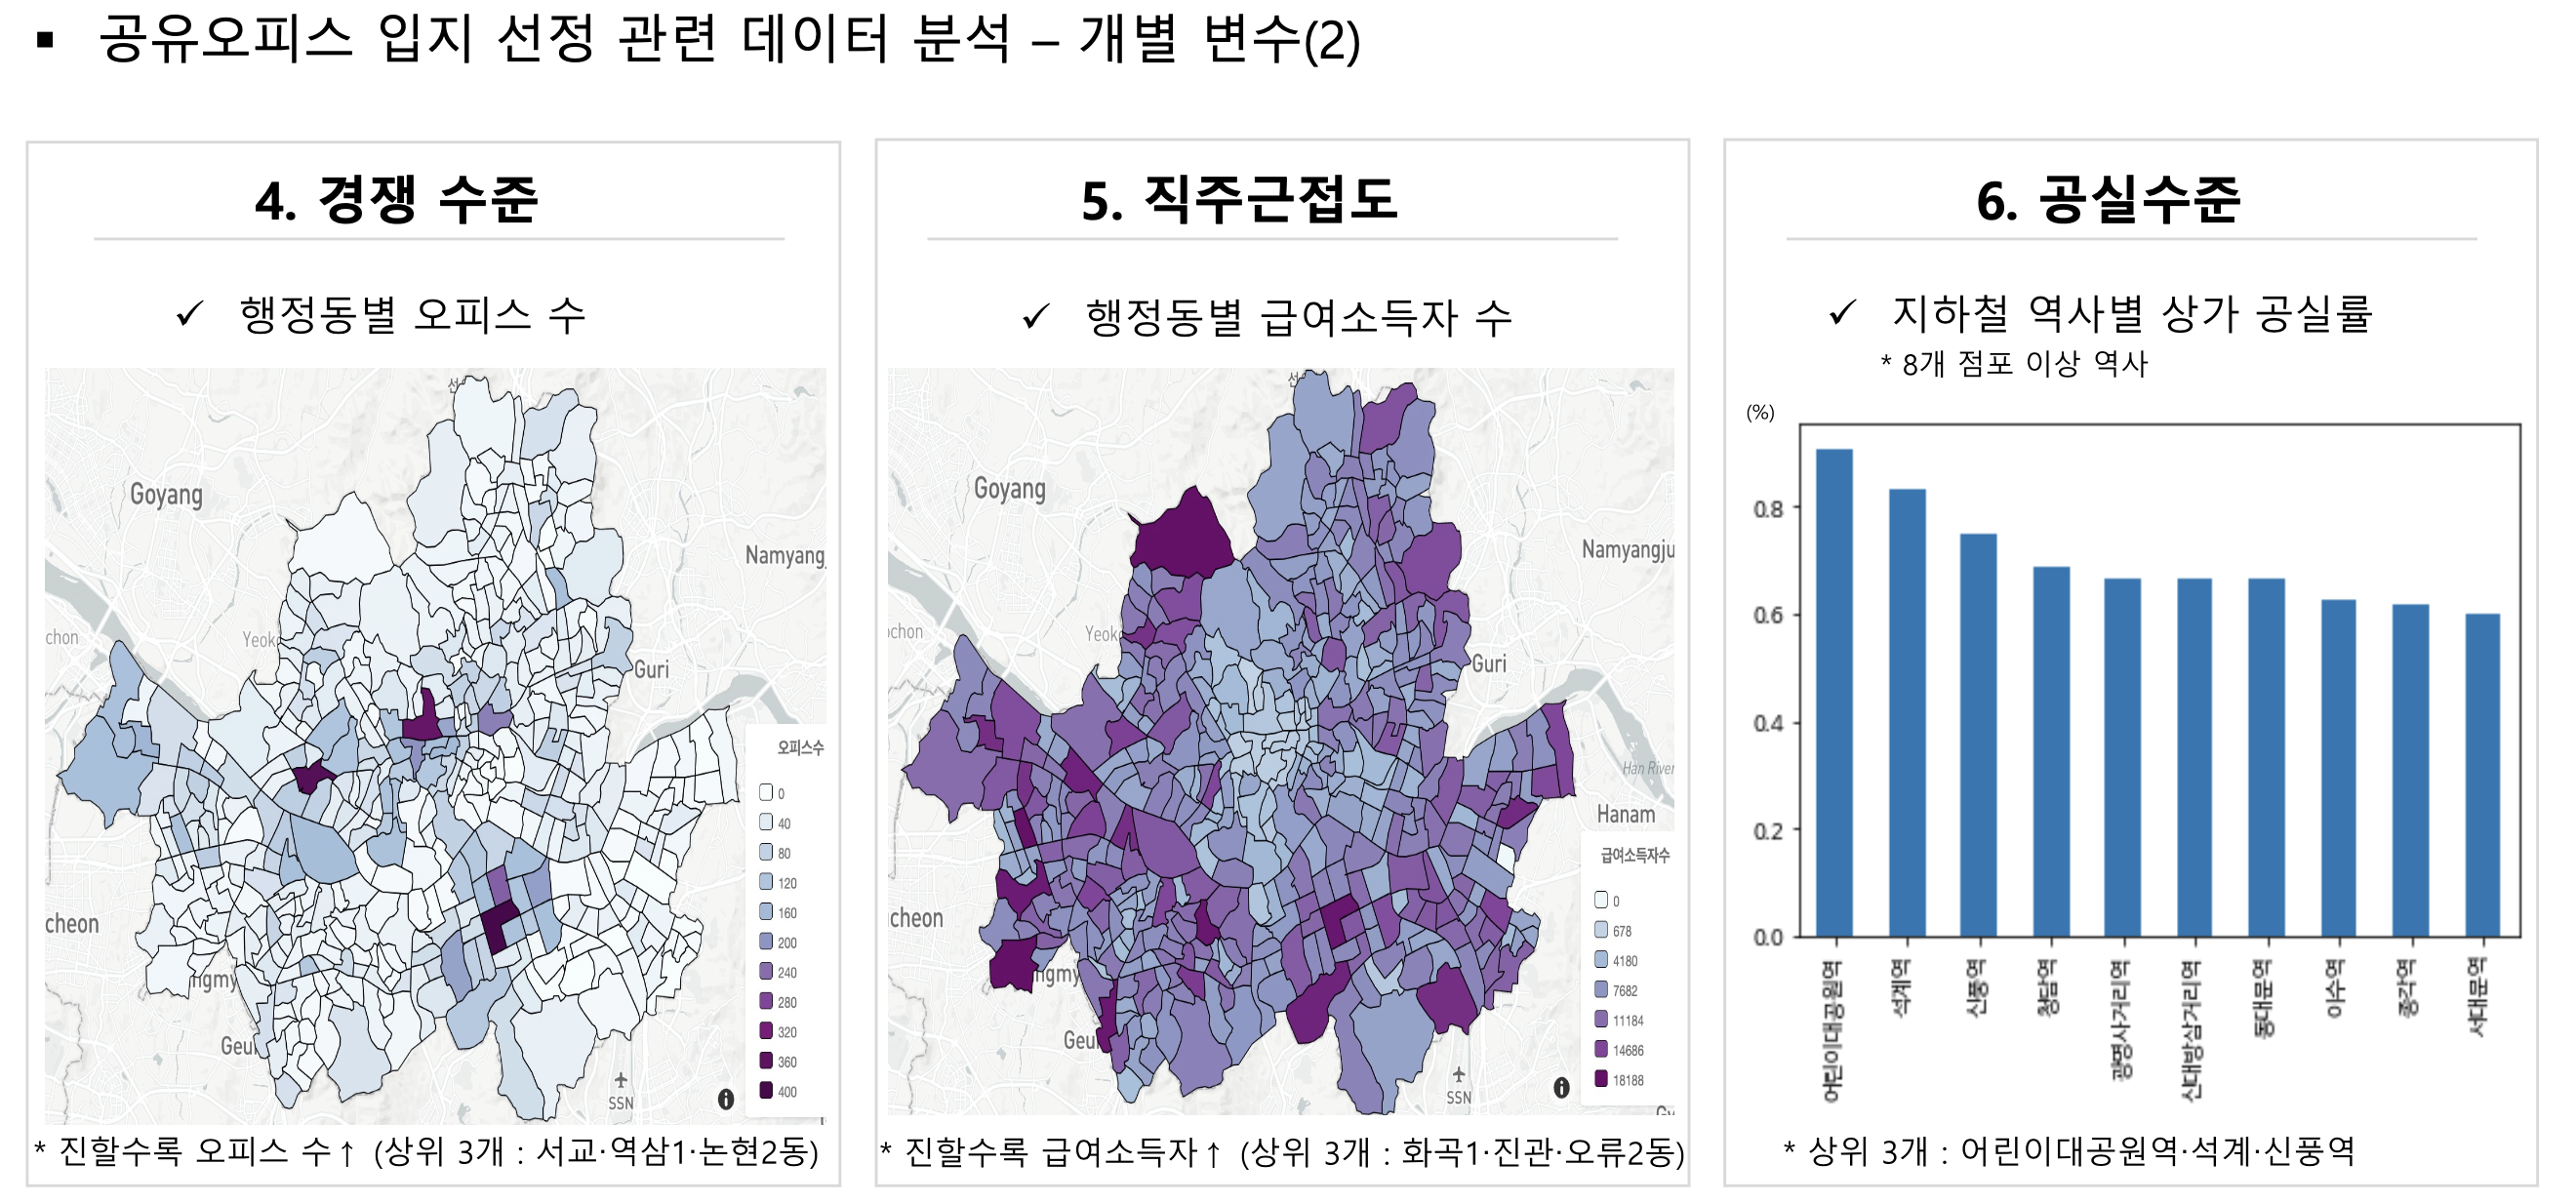 ▪ 공유오피스 입지 선정 관련 데이터 분석 – 개별 변수(2)
4. 경쟁 수준
✓ 행정동별 오피스 수
선
Goyang
Namyang
chon
Yeok
Guri
cheon
ngmy
Geu
SSN
오피스수
0
40
80
120
160
200
240
280
320
360
400
* 진할수록 오피스 수↑ (상위 3개 : 서교·역삼1·논현2동)
5. 직주근접도
✓ 행정동별 급여소득자 수
선
Goyang
Namyangju
chon
Yeok
Guri
Han River
Hanam
cheon
ngmy
Geu
SSN
급여소득자수
0
678
4180
7682
11184
14686
18188
* 진할수록 급여소득자↑ (상위 3개 : 화곡1·진관·오류2동)
6. 공실수준
✓ 지하철 역사별 상가 공실률
* 8개 점포 이상 역사
(%)
0.8
0.6
0.4
0.2
0.0
어린이대공원역
석계역
신풍역
청담역
광명사거리역
신대방삼거리역
동대문역
이수역
종각역
서대문역
* 상위 3개 : 어린이대공원역·석계·신풍역